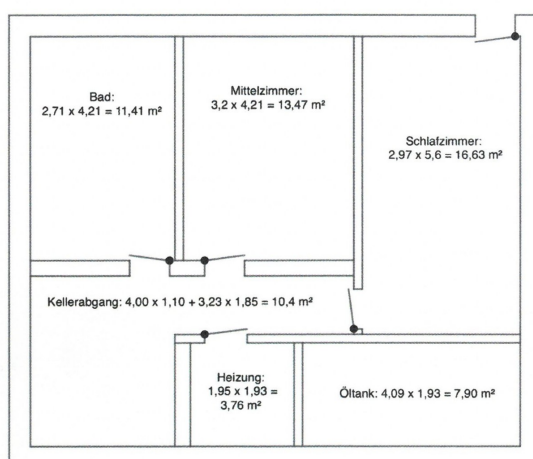 Bad:
2,71 x 4,21 = 11,41 m²
Mittelzimmer:
3,2 x 4,21 = 13,47 m²
Schlafzimmer:
2,97 x 5,6 = 16,63 m²
Kellerabgang: 4,00 x 1,10 + 3,23 x 1,85 = 10,4 m²
Heizung:
1,95 x 1,93 =
3,76 m²
Öltank: 4,09 x 1,93 = 7,90 m²